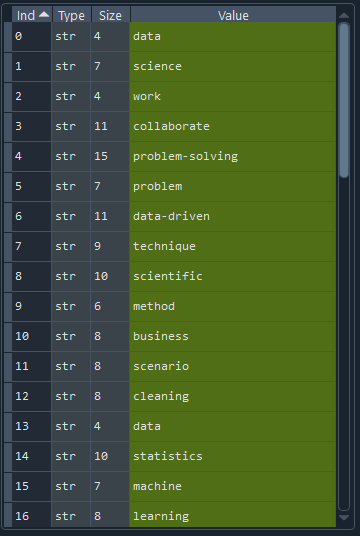 Ind Type Size Value
0 str 4 data
1 str 7 science
2 str 4 work
3 str 11 collaborate
4 str 15 problem-solving
5 str 7 problem
6 str 11 data-driven
7 str 9 technique
8 str 10 scientific
9 str 6 method
10 str 8 business
11 str 8 scenario
12 str 8 cleaning
13 str 4 data
14 str 10 statistics
15 str 7 machine
16 str 8 learning